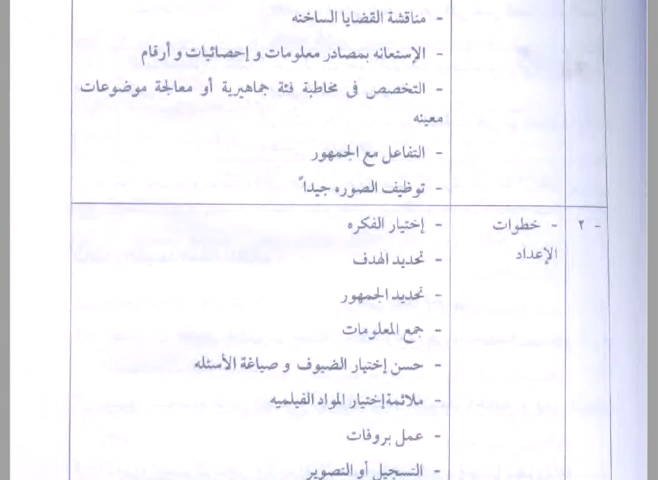 - مناقشة القضايا الساخنه
- الإستعانه بمصادر معلومات و إحصائيات و أرقام
- التخصص فى مخاطبة فئة جماهيرية أو معالجة موضوعات
معينه
- التفاعل مع الجمهور
- توظيف الصوره جيداً
- ٢
- خطوات
الإعداد
- إختيار الفكره
- تحديد الهدف
- تحديد الجمهور
- جمع المعلومات
- حسن إختيار الضيوف و صياغة الأسئله
- ملائمة إختيار المواد الفيلميه
- عمل بروفات
- التسجيل أو التصوير